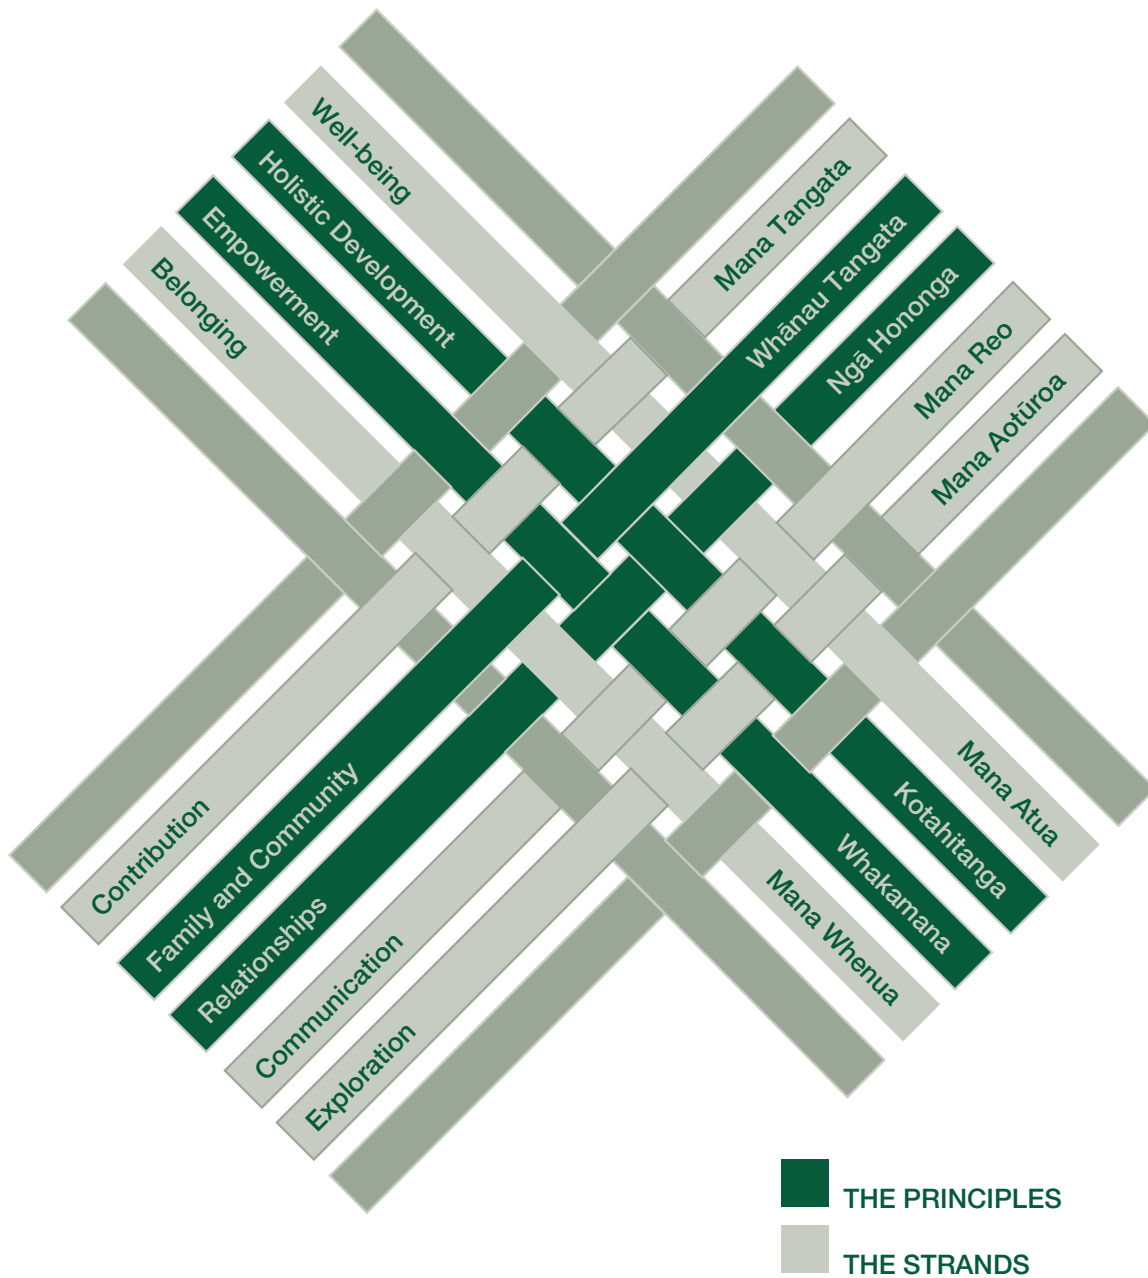 Well-being
Holistic Development
Empowerment
Belonging
Mana Tangata
Whānau Tangata
Ngā Hononga
Mana Reo
Mana Aotūroa
Contribution
Family and Community
Relationships
Communication
Exploration
Mana Atua
Kotahitanga
Whakamana
Mana Whenua
THE PRINCIPLES
THE STRANDS